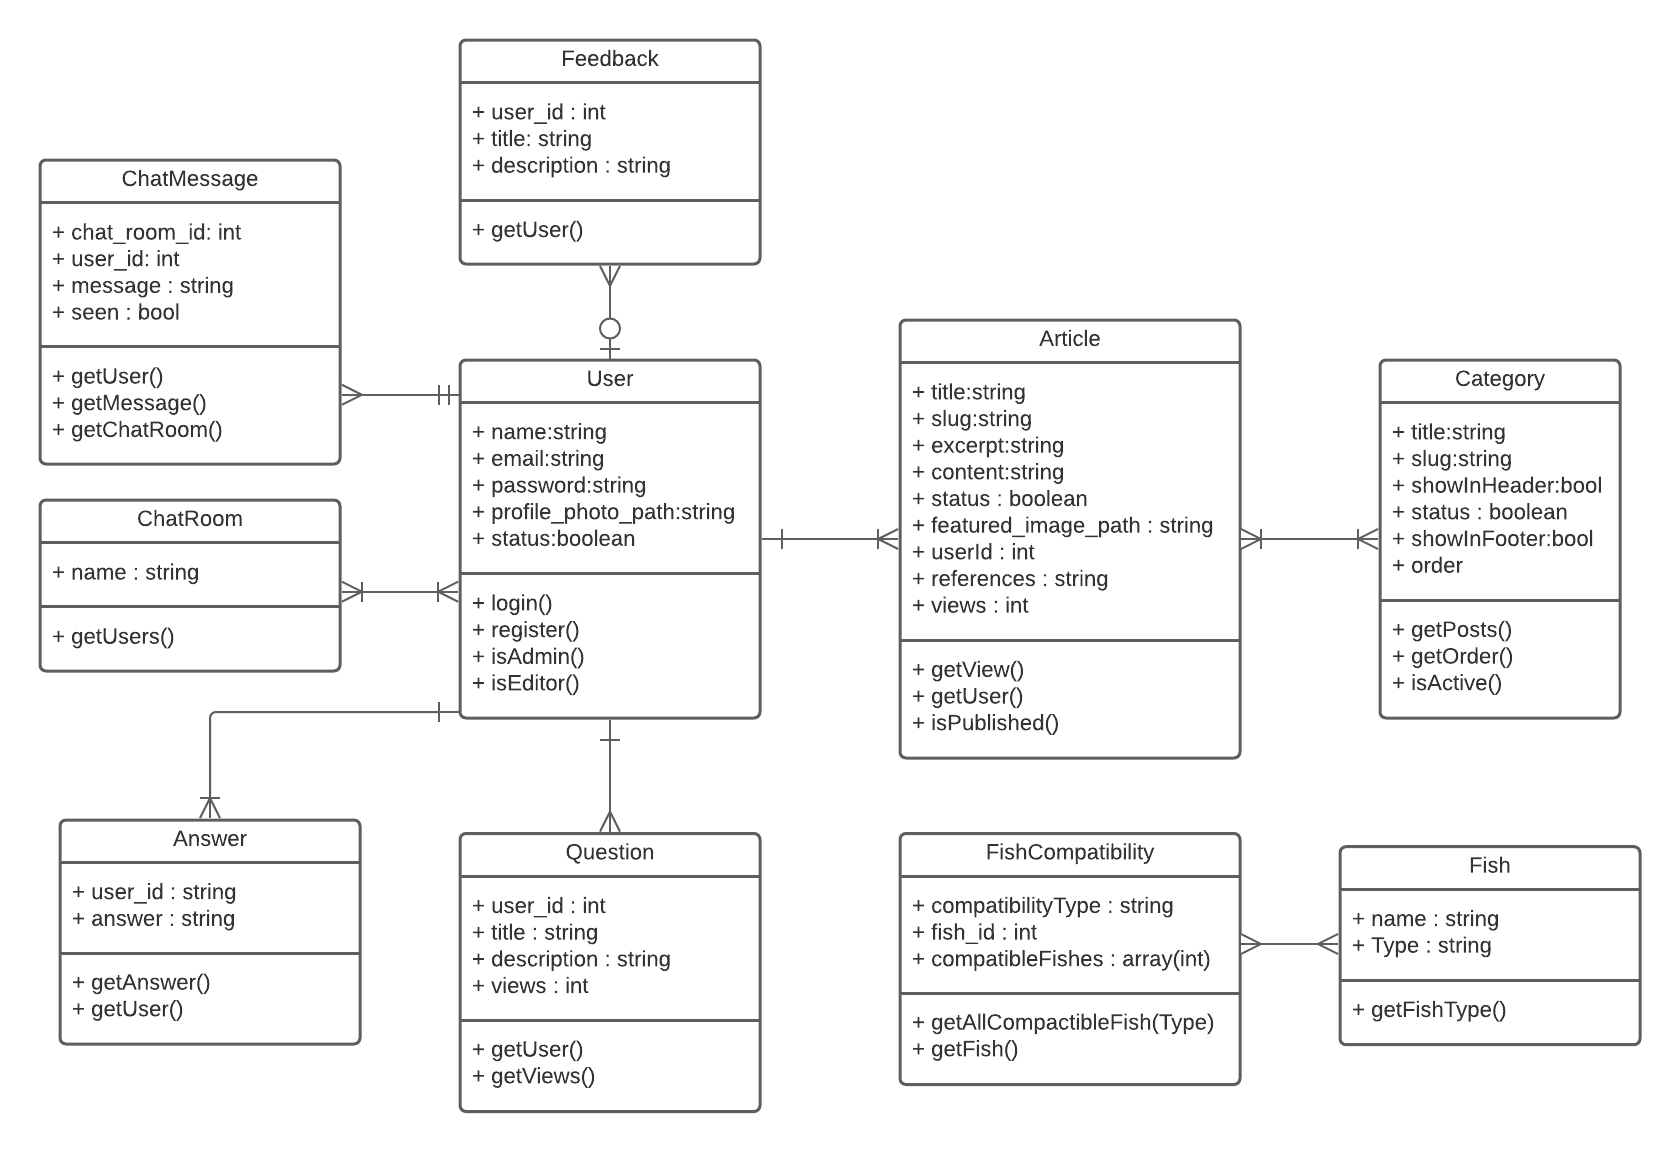 Feedback
+ user_id : int
+ title: string
+ description : string
+ getUser()
ChatMessage
+ chat_room_id: int
+ user_id: int
+ message : string
+ seen : bool
+ getUser()
+ getMessage()
+ getChatRoom()
User
+ name:string
+ email:string
+ password:string
+ profile_photo_path:string
+ status:boolean
+ login()
+ register()
+ isAdmin()
+ isEditor()
Article
+ title:string
+ slug:string
+ excerpt:string
+ content:string
+ status : boolean
+ featured_image_path : string
+ userId : int
+ references : string
+ views : int
+ getView()
+ getUser()
+ isPublished()
Category
+ title:string
+ slug:string
+ showInHeader:bool
+ status : boolean
+ showInFooter:bool
+ order
+ getPosts()
+ getOrder()
+ isActive()
ChatRoom
+ name : string
+ getUsers()
Answer
+ user_id : string
+ answer : string
+ getAnswer()
+ getUser()
Question
+ user_id : int
+ title : string
+ description : string
+ views : int
+ getUser()
+ getViews()
FishCompatibility
+ compatibilityType : string
+ fish_id : int
+ compatibleFishes : array(int)
+ getAllCompactibleFish(Type)
+ getFish()
Fish
+ name : string
+ Type : string
+ getFishType()